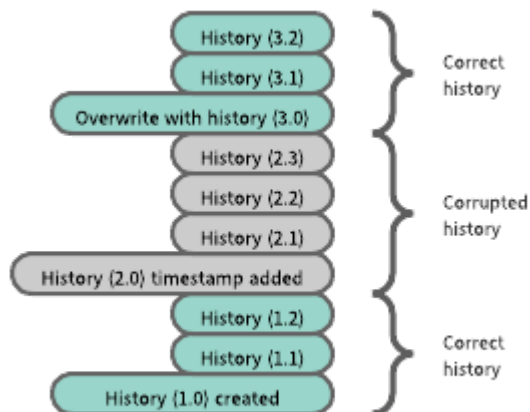 History (3.2)
History (3.1)
Overwrite with history (3.0)
Correct
history
History (2.3)
History (2.2)
History (2.1)
History (2.0) timestamp added
Corrupted
history
History (1.2)
History (1.1)
History (1.0) created
Correct
history